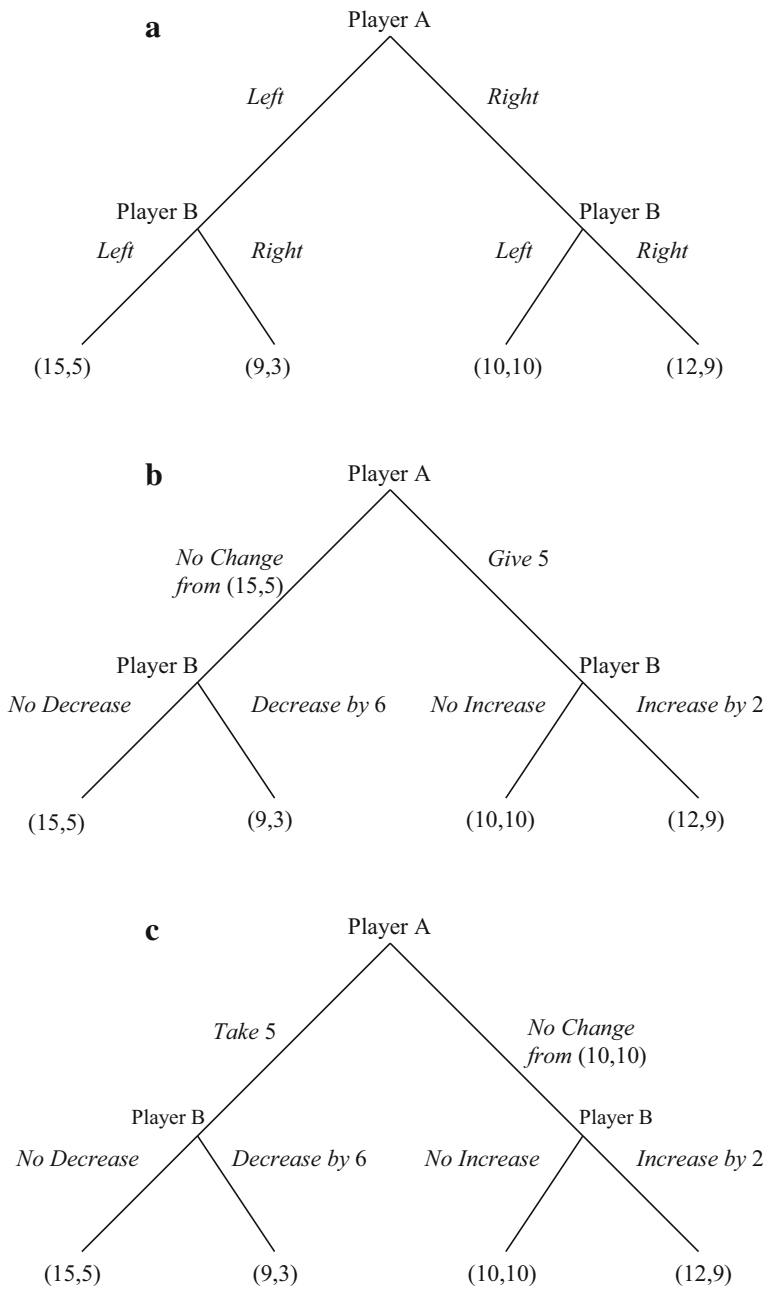 a
Player A
Left Right
Player B Player B
Left Right Left Right
(15,5) (9,3) (10,10) (12,9)
b
Player A
No Change
from (15,5)
Give 5
Player B Player B
No Decrease Decrease by 6 No Increase Increase by 2
(15,5) (9,3) (10,10) (12,9)
c
Player A
Take 5
No Change
from (10,10)
Player B Player B
No Decrease Decrease by 6 No Increase Increase by 2
(15,5) (9,3) (10,10) (12,9)